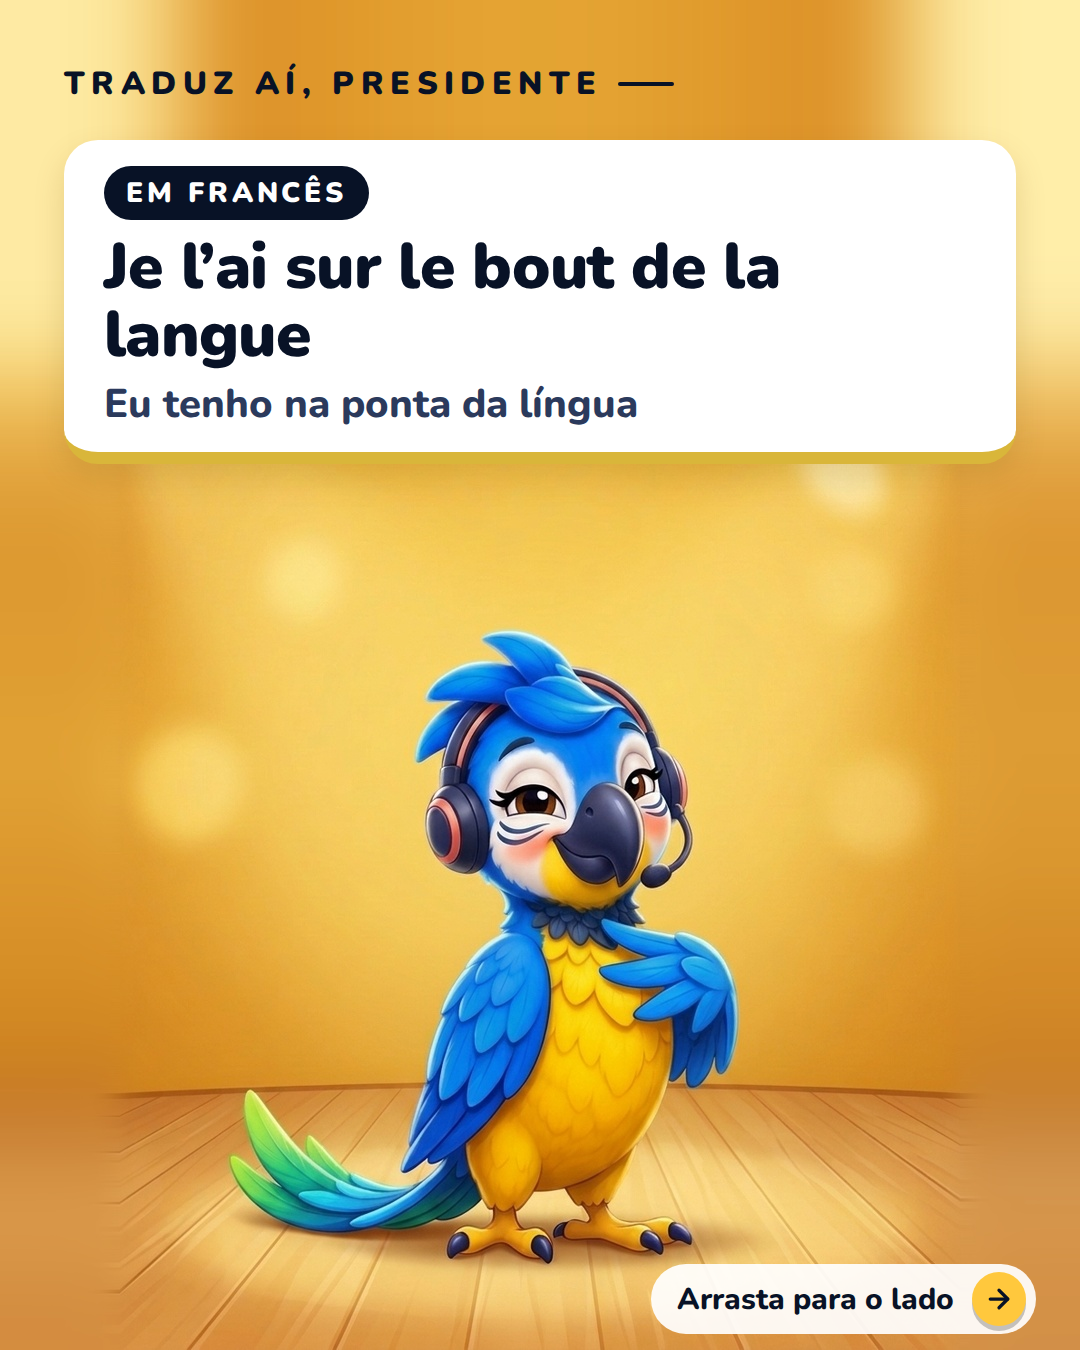 TRADUZ AÍ, PRESIDENTE —
EM FRANCÊS
Je l’ai sur le bout de la
langue
Eu tenho na ponta da língua
Arrasta para o lado →